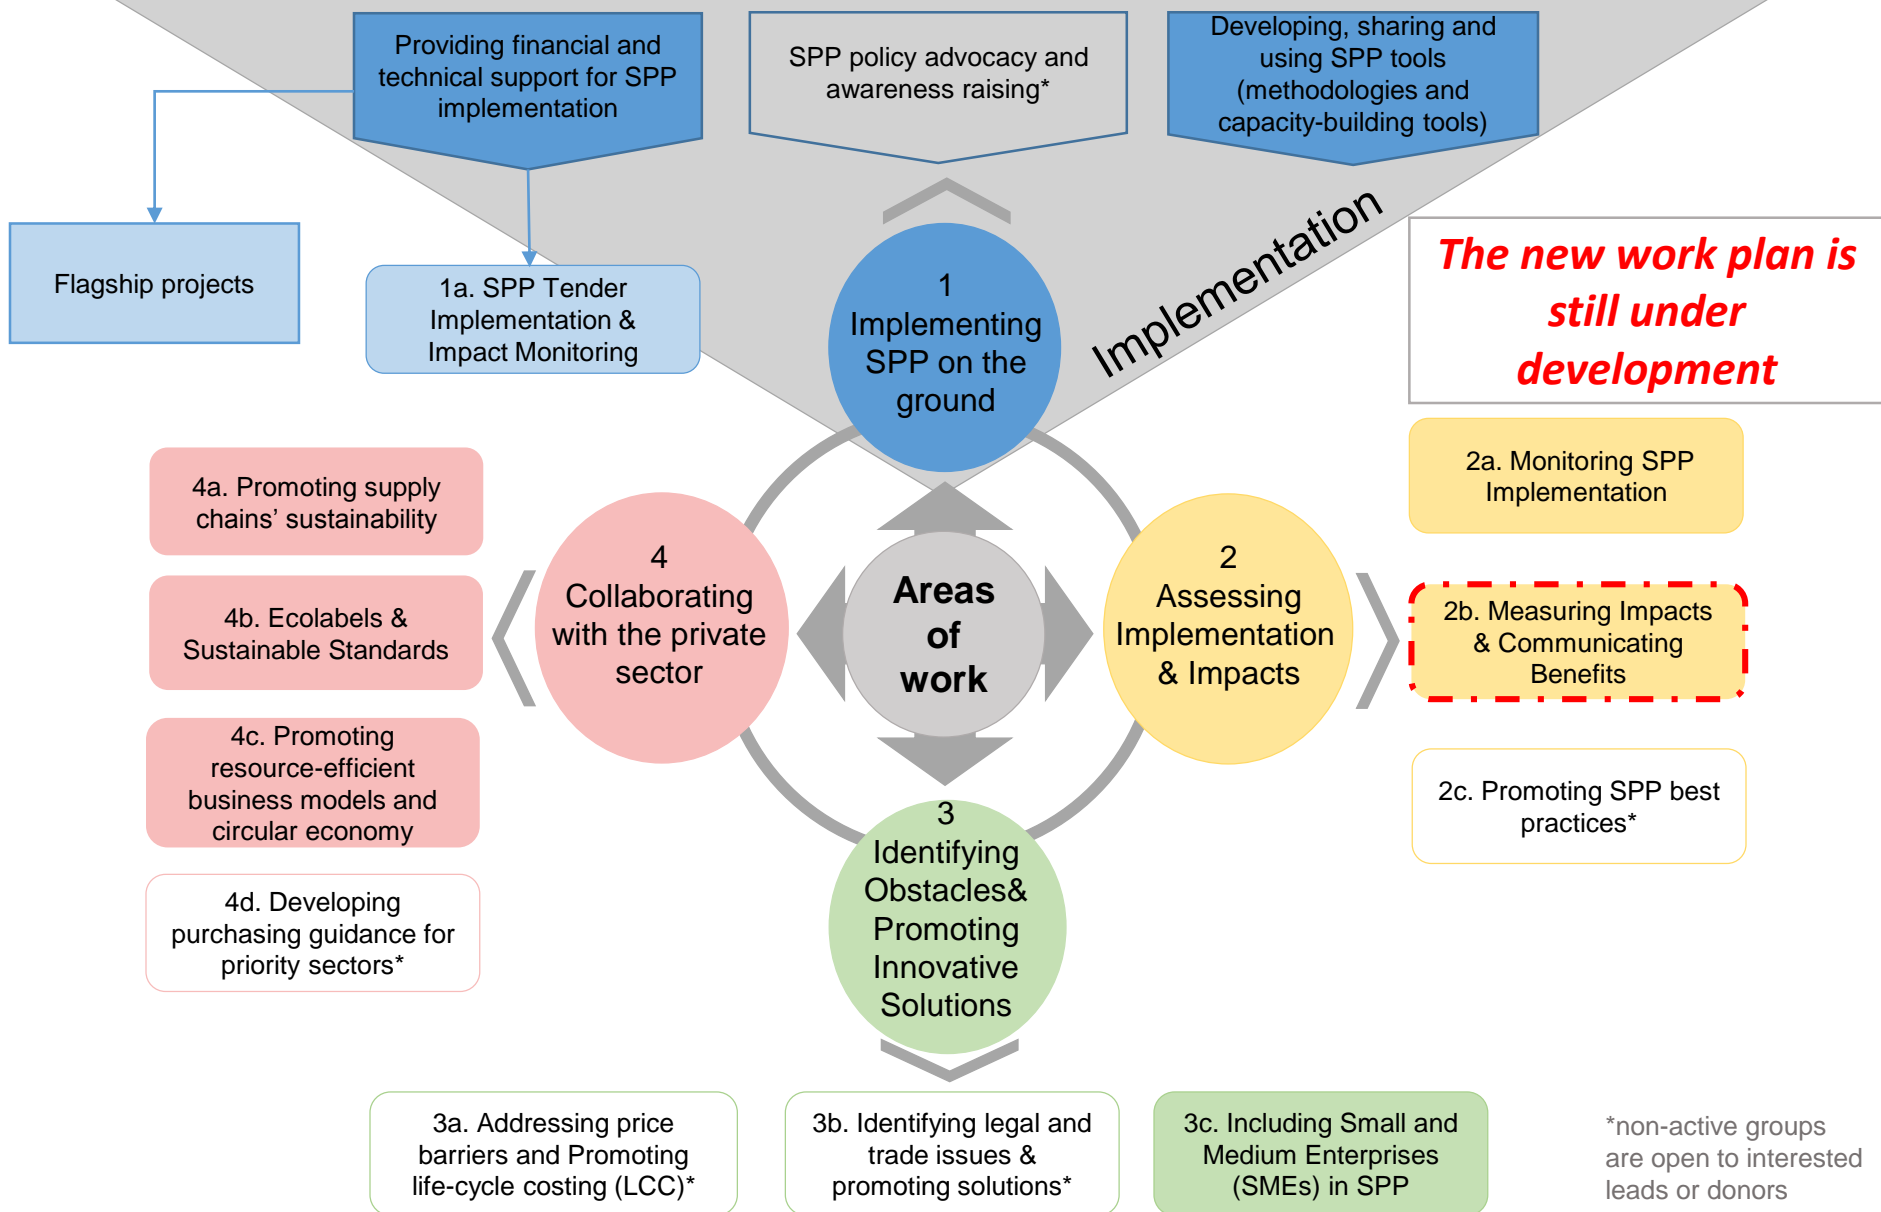 Providing financial and
technical support for SPP
implementation
SPP policy advocacy and
awareness raising*
Developing, sharing and
using SPP tools
(methodologies and
capacity-building tools)
Flagship projects
1a. SPP Tender
Implementation &
Impact Monitoring
1
Implementing
SPP on the
ground
Implementation
The new work plan is
still under
development
4a. Promoting supply
chains’ sustainability
4b. Ecolabels &
Sustainable Standards
4c. Promoting
resource-efficient
business models and
circular economy
4d. Developing
purchasing guidance for
priority sectors*
4
Collaborating
with the private
sector
Areas
of
work
2
Assessing
Implementation
& Impacts
2a. Monitoring SPP
Implementation
2b. Measuring Impacts
& Communicating
Benefits
2c. Promoting SPP best
practices*
3
Identifying
Obstacles&
Promoting
Innovative
Solutions
3a. Addressing price
barriers and Promoting
life-cycle costing (LCC)*
3b. Identifying legal and
trade issues &
promoting solutions*
3c. Including Small and
Medium Enterprises
(SMEs) in SPP
*non-active groups
are open to interested
leads or donors